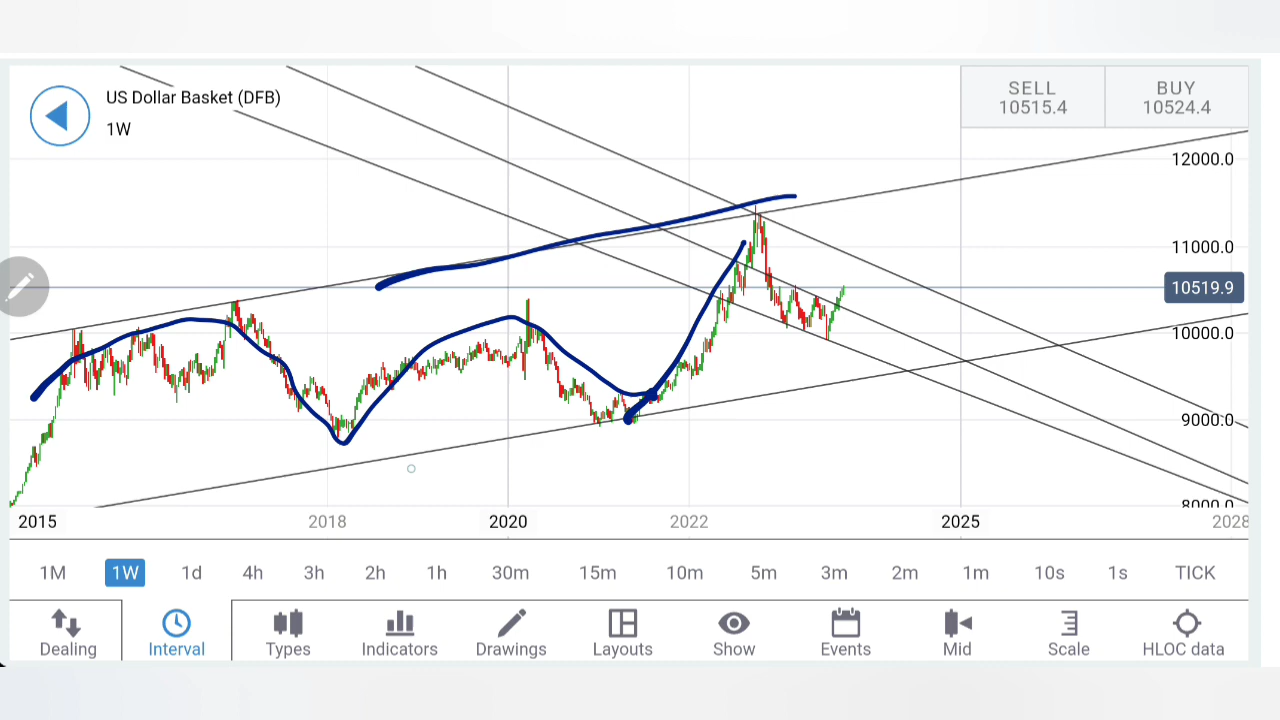 US Dollar Basket (DFB)
1W
SELL
10515.4
BUY
10524.4
12000.0
11000.0
10519.9
10000.0
9000.0
8000.0
2015
2018
2020
2022
2025
2028
1M
1W
1d
4h
3h
2h
1h
30m
15m
10m
5m
3m
2m
1m
10s
1s
TICK
Dealing
Interval
Types
Indicators
Drawings
Layouts
Show
Events
Mid
Scale
HLOC data